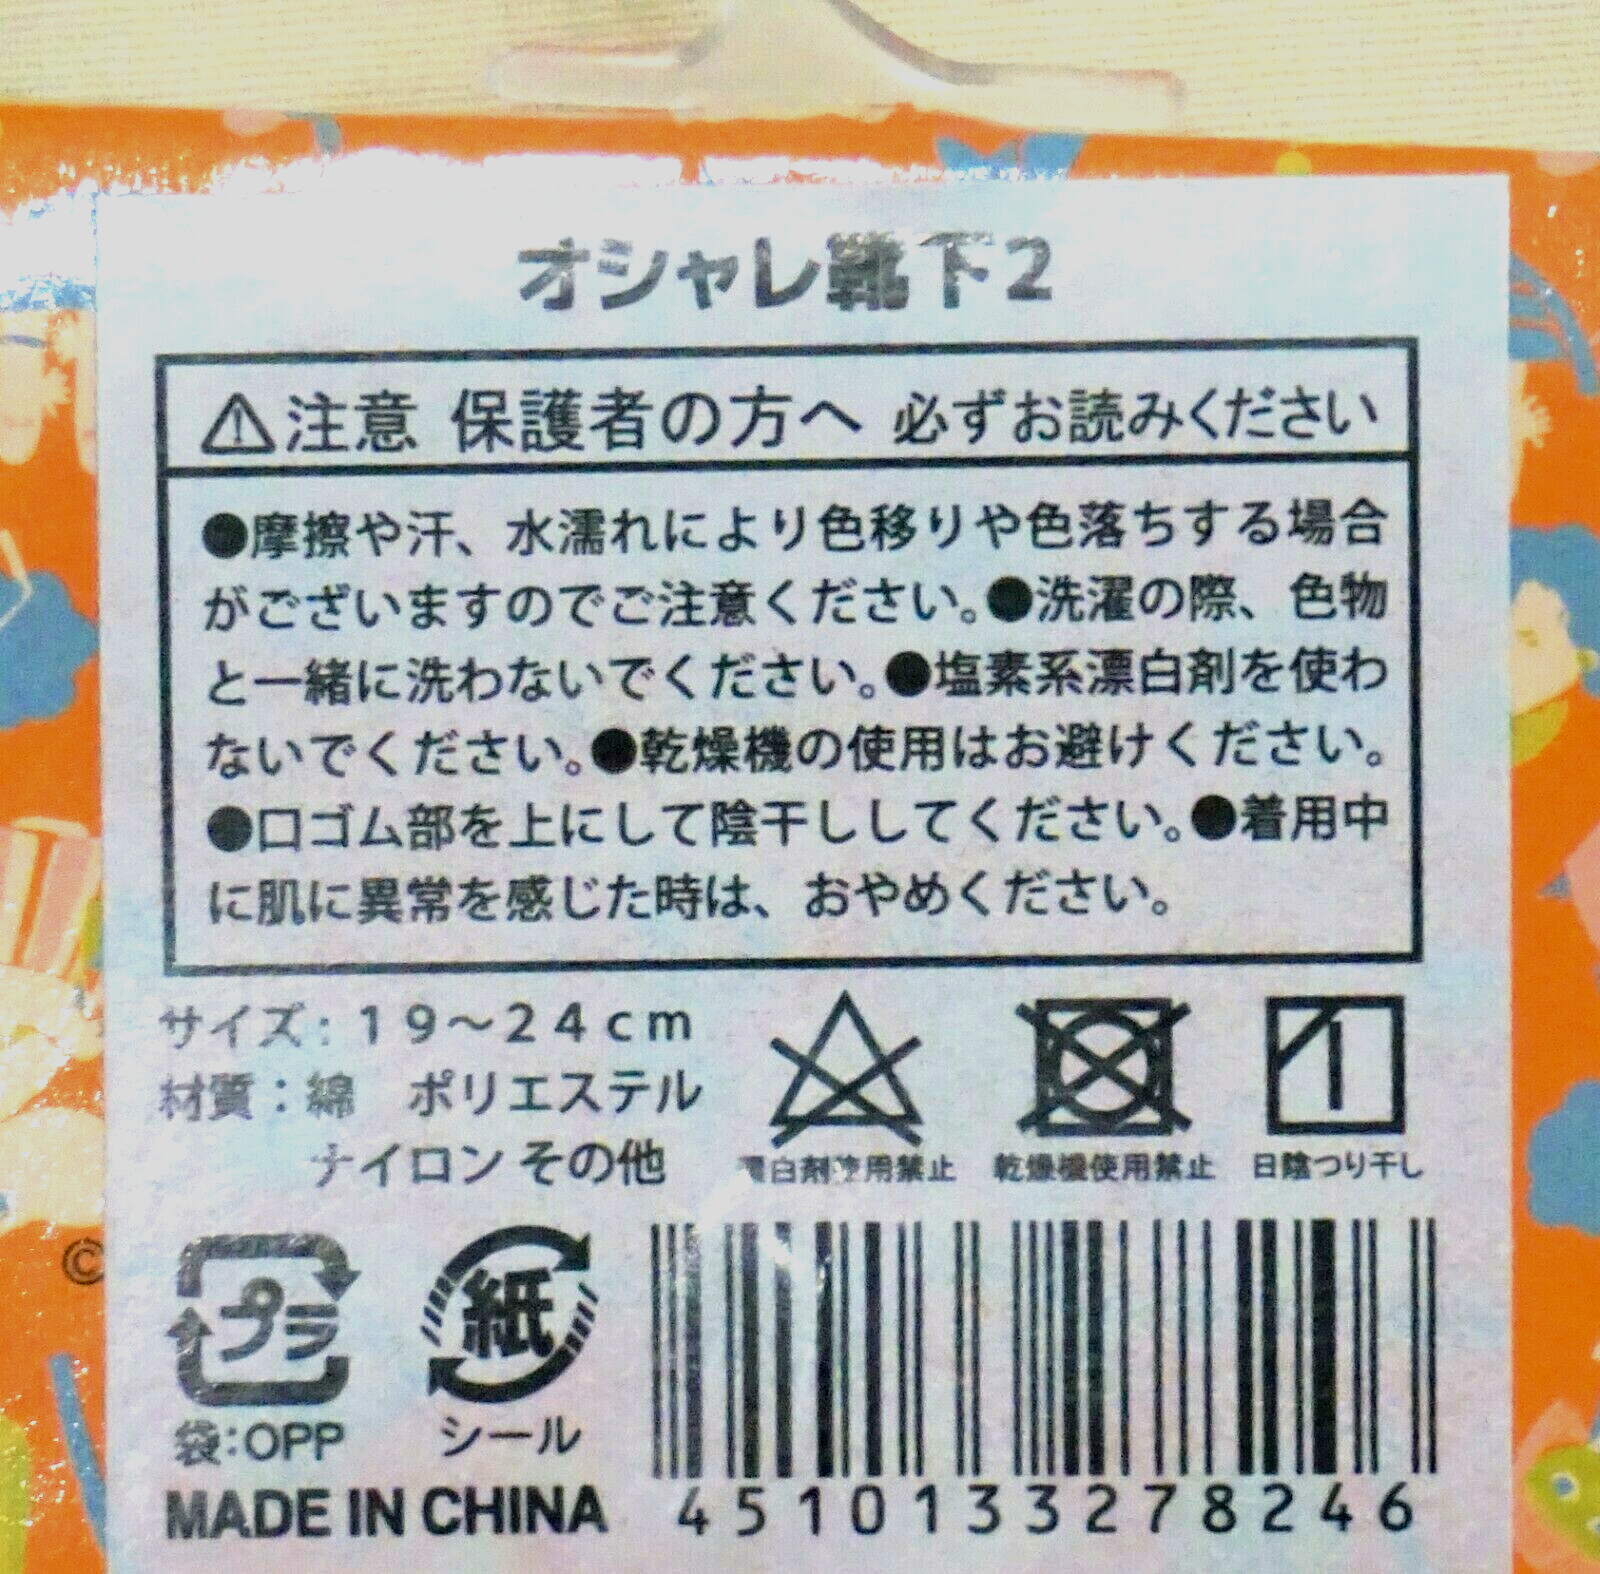 オシャレ靴下2
⚠注意 保護者の方へ 必ずお読みください
●摩擦や汗、水濡れにより色移りや色落ちする場合
がございますのでご注意ください。●洗濯の際、色物
と一緒に洗わないでください。●塩素系漂白剤を使わ
ないでください。●乾燥機の使用はお避けください。
●口ゴム部を上にして陰干ししてください。●着用中
に肌に異常を感じた時は、おやめください。
サイズ：19〜24cm
材質：綿 ポリエステル
ナイロン その他
漂白剤使用禁止 乾燥機使用禁止 日陰つり干し
©
プラ 紙
袋：OPP シール
MADE IN CHINA 4510133278246